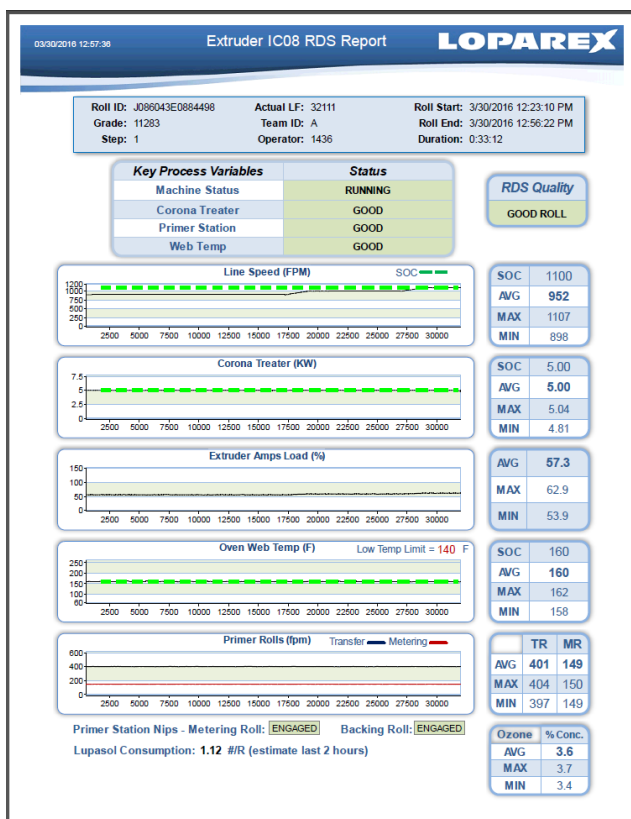 03/30/2016 12:57:36 Extruder IC08 RDS Report LOPAREX
Roll ID: J086043E0884498 Actual LF: 32111 Roll Start: 3/30/2016 12:23:10 PM
Grade: 11283 Team ID: A Roll End: 3/30/2016 12:56:22 PM
Step: 1 Operator: 1436 Duration: 0:33:12
Key Process Variables Status
Machine Status RUNNING
Corona Treater GOOD
Primer Station GOOD
Web Temp GOOD
RDS Quality
GOOD ROLL
Line Speed (FPM) SOC
1200
1000
750
500
250
0
2500 5000 7500 10000 12500 15000 17500 20000 22500 25000 27500 30000
SOC 1100
AVG 952
MAX 1107
MIN 898
Corona Treater (KW)
7.5
5
2.5
0
2500 5000 7500 10000 12500 15000 17500 20000 22500 25000 27500 30000
SOC 5.00
AVG 5.00
MAX 5.04
MIN 4.81
Extruder Amps Load (%)
150
100
50
0
2500 5000 7500 10000 12500 15000 17500 20000 22500 25000 27500 30000
AVG 57.3
MAX 62.9
MIN 53.9
Oven Web Temp (F) Low Temp Limit = 140 F
250
200
150
100
60
2500 5000 7500 10000 12500 15000 17500 20000 22500 25000 27500 30000
SOC 160
AVG 160
MAX 162
MIN 158
Primer Rolls (fpm) Transfer Metering
600
400
200
0
2500 5000 7500 10000 12500 15000 17500 20000 22500 25000 27500 30000
TR MR
AVG 401 149
MAX 404 150
MIN 397 149
Primer Station Nips - Metering Roll: ENGAGED Backing Roll: ENGAGED
Lupasol Consumption: 1.12 #/R (estimate last 2 hours)
Ozone % Conc.
AVG 3.6
MAX 3.7
MIN 3.4